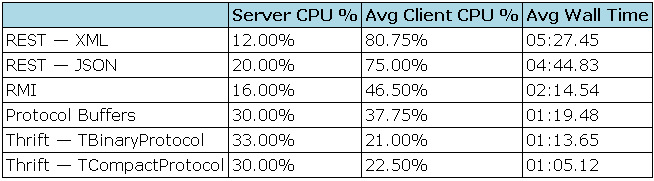 Server CPU % Avg Client CPU % Avg Wall Time
REST — XML 12.00% 80.75% 05:27.45
REST — JSON 20.00% 75.00% 04:44.83
RMI 16.00% 46.50% 02:14.54
Protocol Buffers 30.00% 37.75% 01:19.48
Thrift — TBinaryProtocol 33.00% 21.00% 01:13.65
Thrift — TCompactProtocol 30.00% 22.50% 01:05.12